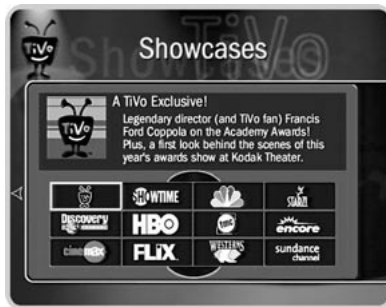 TiVo
Showcases
A TiVo Exclusive!
Legendary director (and TiVo fan) Francis
Ford Coppola on the Academy Awards!
Plus, a first look behind the scenes of this
year's awards show at Kodak Theater.
TiVo
SHOWTIME
STARZ!
Discovery
CHANNEL
HBO
TBS
encore
cinemax
FLiX
WESTERNS
sundance
channel